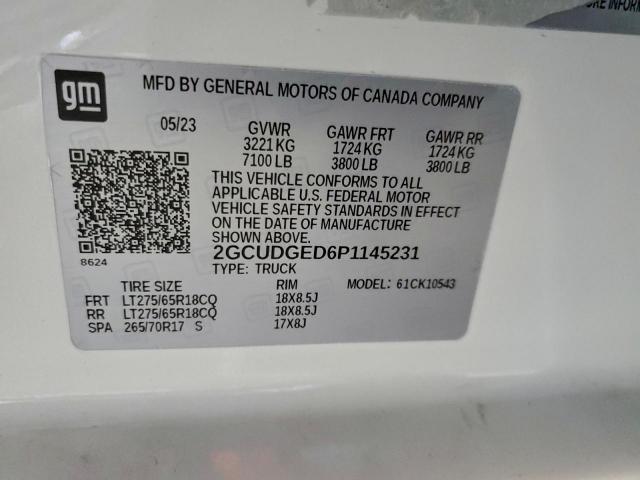 ORE INFORM
gm
MFD BY GENERAL MOTORS OF CANADA COMPANY
05/23 GVWR GAWR FRT GAWR RR
3221 KG 1724 KG 1724 KG
7100 LB 3800 LB 3800 LB
THIS VEHICLE CONFORMS TO ALL
APPLICABLE U.S. FEDERAL MOTOR
VEHICLE SAFETY STANDARDS IN EFFECT
ON THE DATE OF MANUFACTURE
SHOWN ABOVE.
8624
2GCUDGED6P1145231
TYPE: TRUCK
TIRE SIZE RIM MODEL: 61CK10543
FRT LT275/65R18CQ 18X8.5J
RR LT275/65R18CQ 18X8.5J
SPA 265/70R17 S 17X8J